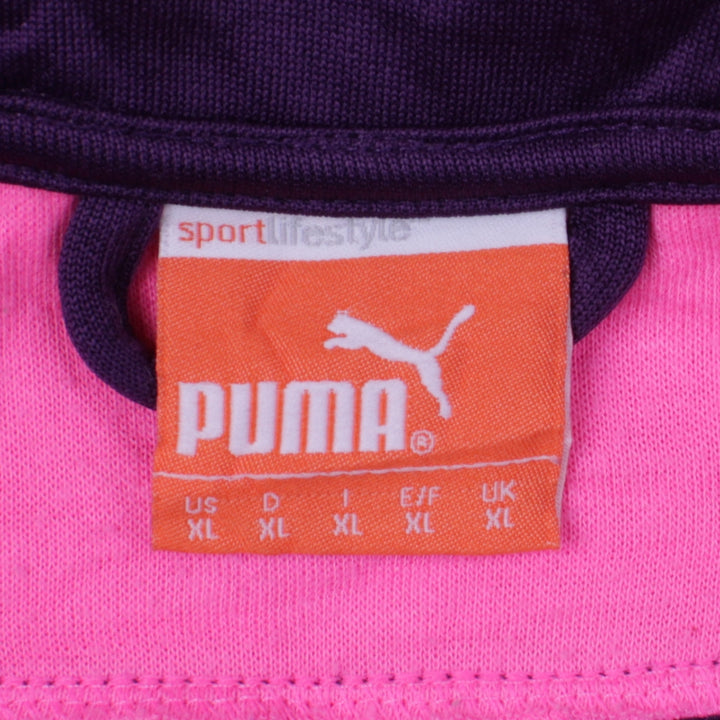 sportlifestyle
PUMA®
US D I E/F UK
XL XL XL XL XL